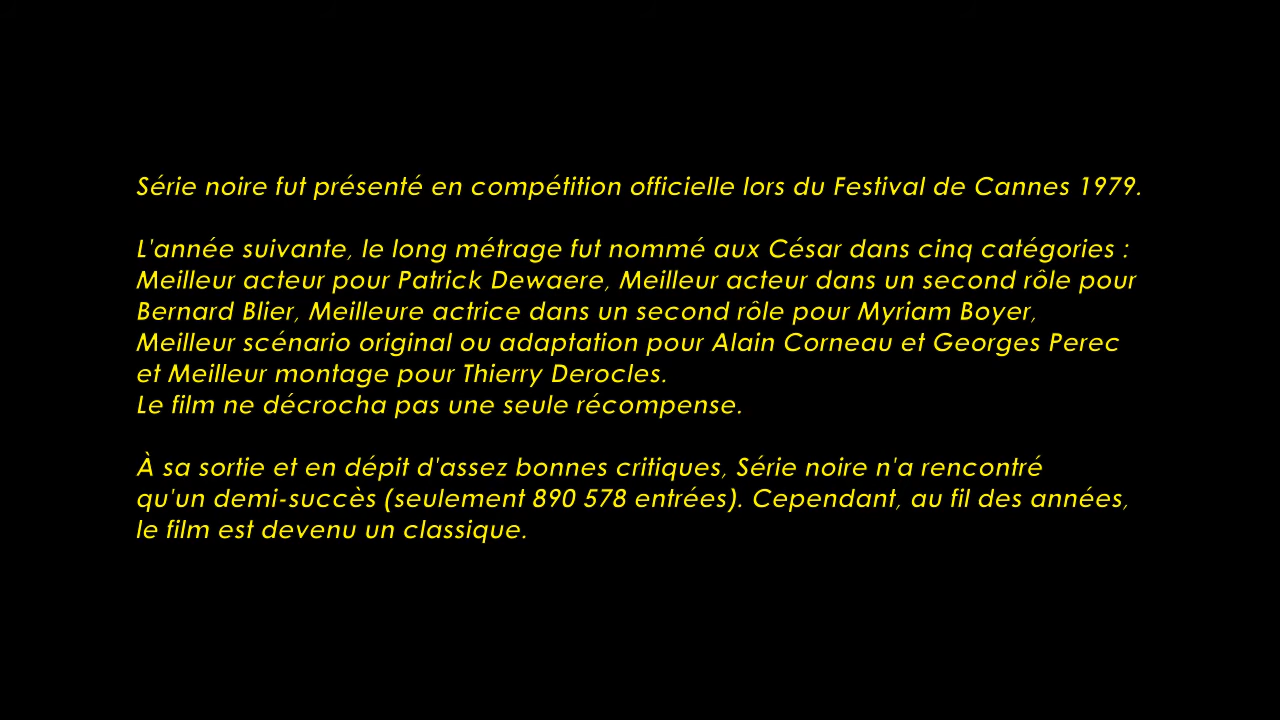 Série noire fut présenté en compétition officielle lors du Festival de Cannes 1979.
L'année suivante, le long métrage fut nommé aux César dans cinq catégories :
Meilleur acteur pour Patrick Dewaere, Meilleur acteur dans un second rôle pour
Bernard Blier, Meilleure actrice dans un second rôle pour Myriam Boyer,
Meilleur scénario original ou adaptation pour Alain Corneau et Georges Perec
et Meilleur montage pour Thierry Derocles.
Le film ne décrocha pas une seule récompense.
À sa sortie et en dépit d'assez bonnes critiques, Série noire n'a rencontré
qu'un demi-succès (seulement 890 578 entrées). Cependant, au fil des années,
le film est devenu un classique.